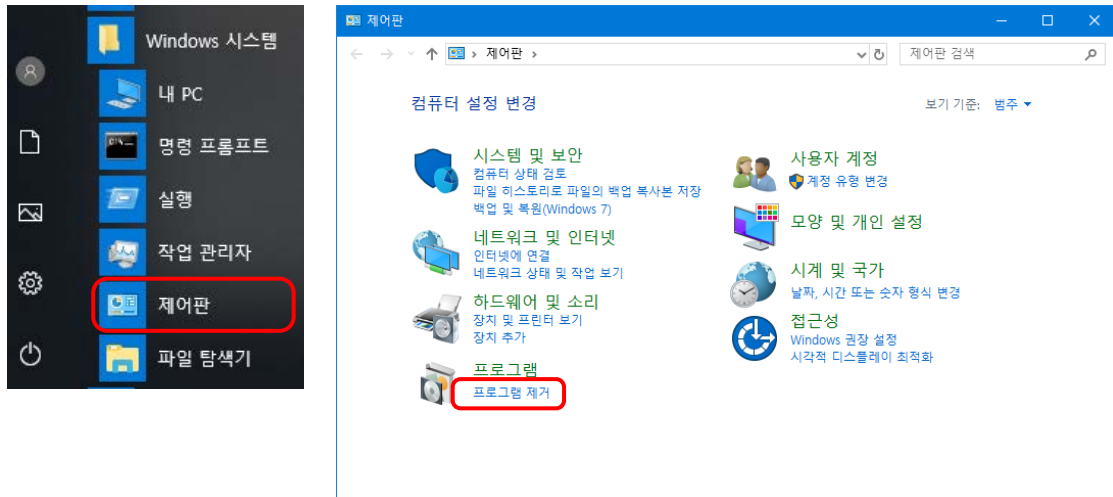 Windows 시스템
내 PC
명령 프롬프트
실행
작업 관리자
제어판
파일 탐색기
제어판
제어판
제어판 검색
컴퓨터 설정 변경
보기 기준: 범주
시스템 및 보안
컴퓨터 상태 검토
파일 히스토리로 파일의 백업 복사본 저장
백업 및 복원(Windows 7)
네트워크 및 인터넷
인터넷에 연결
네트워크 상태 및 작업 보기
하드웨어 및 소리
장치 및 프린터 보기
장치 추가
프로그램
프로그램 제거
사용자 계정
계정 유형 변경
모양 및 개인 설정
시계 및 국가
날짜, 시간 또는 숫자 형식 변경
접근성
Windows 권장 설정
시각적 디스플레이 최적화